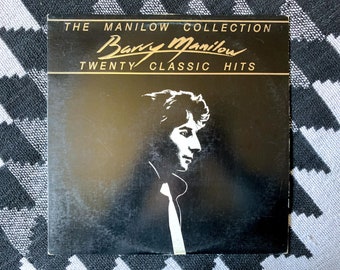 THE MANILOW COLLECTION
Barry Manilow
TWENTY CLASSIC HITS